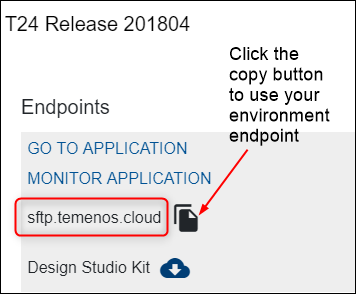 T24 Release 201804
Click the
copy button
to use your
environment
endpoint
Endpoints
GO TO APPLICATION
MONITOR APPLICATION
sftp.temenos.cloud
Design Studio Kit